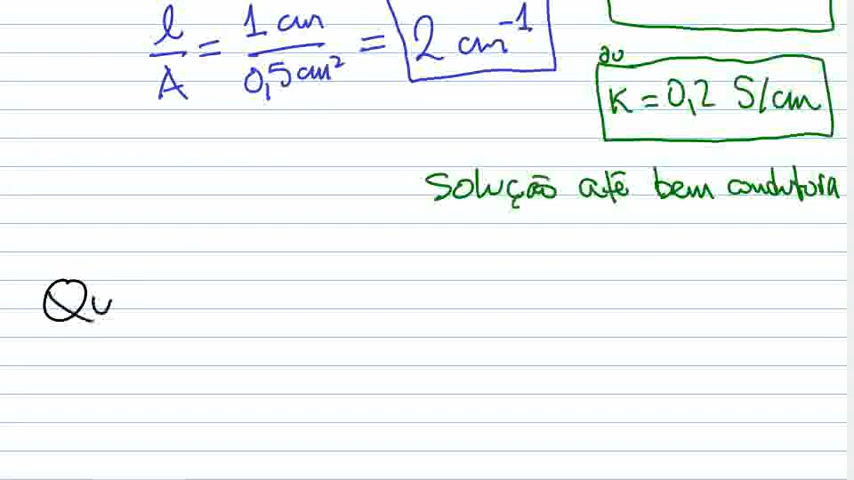 l/A = 1 cm/0,5 cm² = 2 cm⁻¹
ou
K = 0,2 S/cm
Solução até bem condutora
Qu